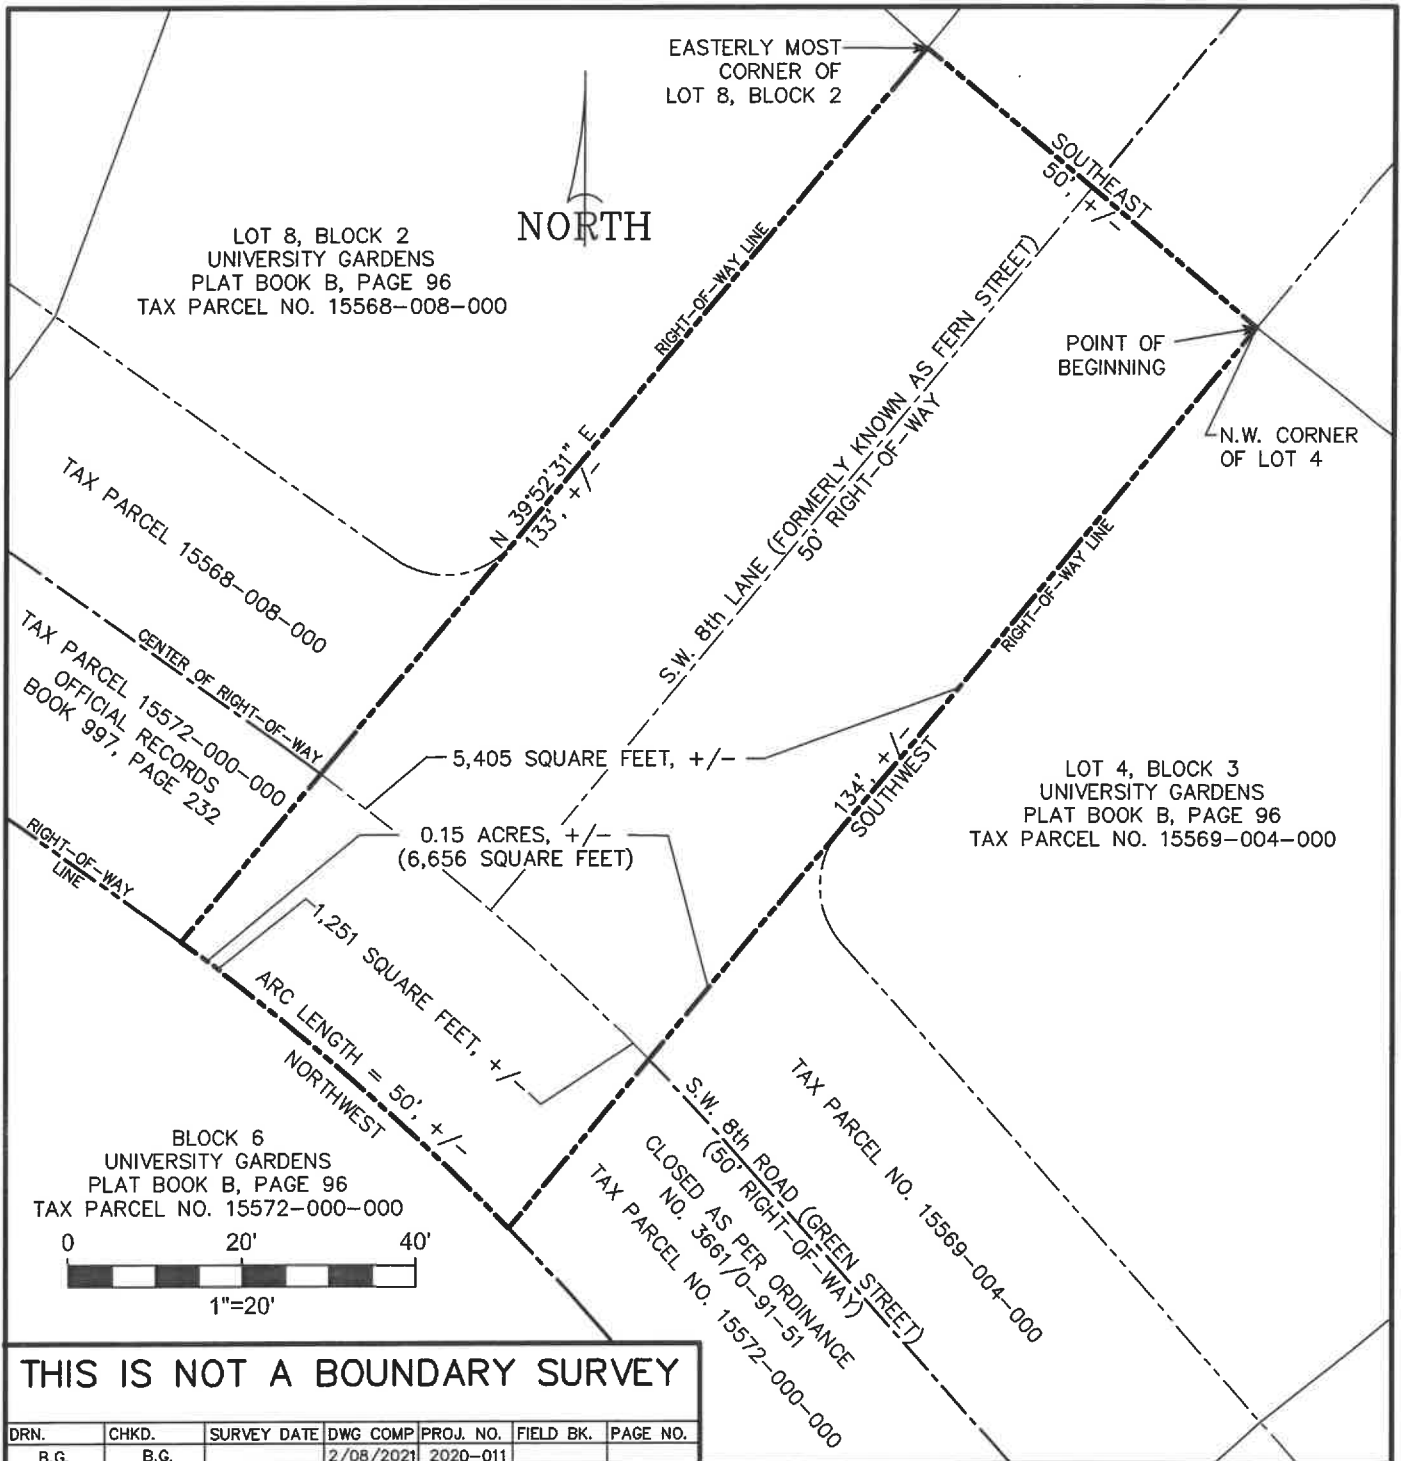 EASTERLY MOST
CORNER OF
LOT 8, BLOCK 2
SOUTHEAST
50', +/-
NORTH
LOT 8, BLOCK 2
UNIVERSITY GARDENS
PLAT BOOK B, PAGE 96
TAX PARCEL NO. 15568-008-000
RIGHT-OF-WAY LINE
POINT OF
BEGINNING
N.W. CORNER
OF LOT 4
S.W. 8th LANE (FORMERLY KNOWN AS FERN STREET)
50' RIGHT-OF-WAY
N 39°52'31" E
133', +/-
TAX PARCEL 15568-008-000
RIGHT-OF-WAY LINE
CENTER OF RIGHT-OF-WAY
TAX PARCEL 15572-000-000
OFFICIAL RECORDS
BOOK 997, PAGE 232
5,405 SQUARE FEET, +/-
134', +/-
SOUTHWEST
LOT 4, BLOCK 3
UNIVERSITY GARDENS
PLAT BOOK B, PAGE 96
TAX PARCEL NO. 15569-004-000
RIGHT-OF-WAY
LINE
0.15 ACRES, +/-
(6,656 SQUARE FEET)
1,251 SQUARE FEET, +/-
ARC LENGTH = 50', +/-
NORTHWEST
TAX PARCEL NO. 15569-004-000
S.W. 8th ROAD (GREEN STREET)
(50' RIGHT-OF-WAY)
CLOSED AS PER ORDINANCE
NO. 3661/0-91-51
TAX PARCEL NO. 15572-000-000
BLOCK 6
UNIVERSITY GARDENS
PLAT BOOK B, PAGE 96
TAX PARCEL NO. 15572-000-000
0 20' 40'
1"=20'
THIS IS NOT A BOUNDARY SURVEY
DRN. CHKD. SURVEY DATE DWG COMP PROJ. NO. FIELD BK. PAGE NO.
B.G. B.G. 2/08/2021 2020-011